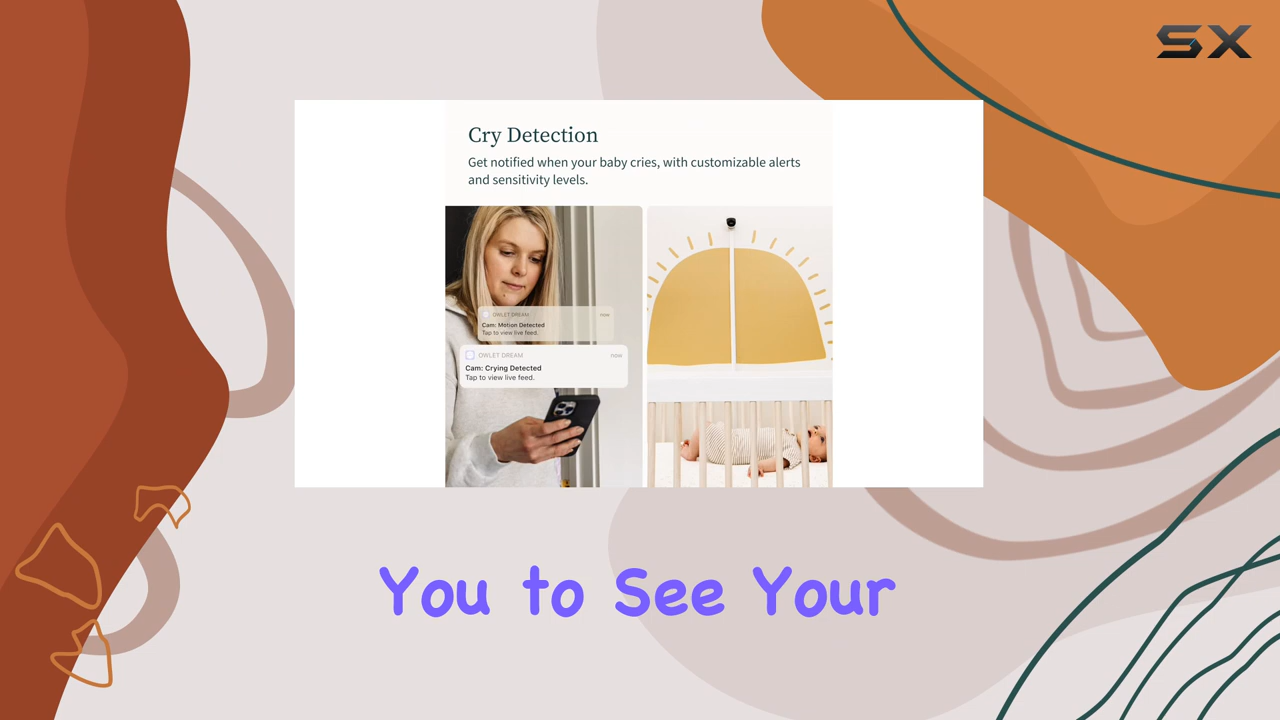 SX
Cry Detection
Get notified when your baby cries, with customizable alerts
and sensitivity levels.
OWLET DREAM now
Cam: Motion Detected
Tap to view live feed.
OWLET DREAM now
Cam: Crying Detected
Tap to view live feed.
You to See Your